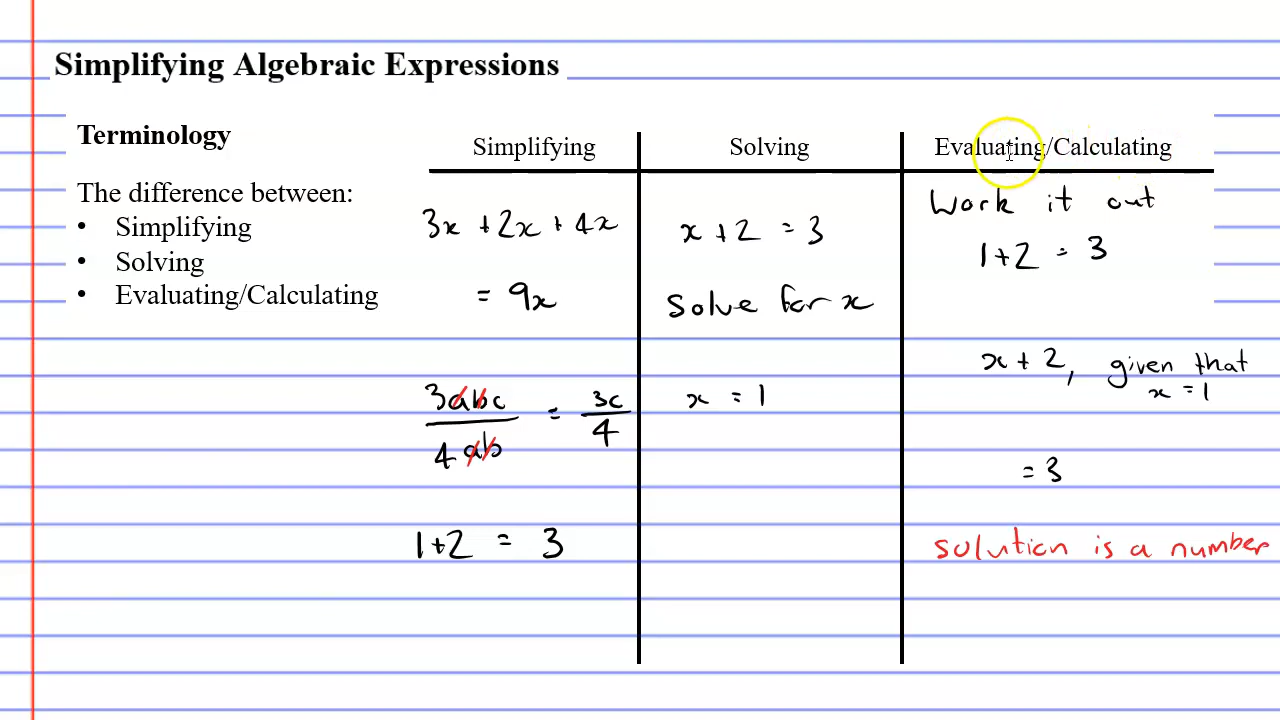 Simplifying Algebraic Expressions
Terminology
The difference between:
• Simplifying
• Solving
• Evaluating/Calculating
Simplifying
3x + 2x + 4x
= 9x
3abc/4ab = 3c/4
1+2 = 3
Solving
x + 2 = 3
Solve for x
x = 1
Evaluating/Calculating
Work it out
1+2 = 3
x + 2, given that
x = 1
= 3
solution is a number